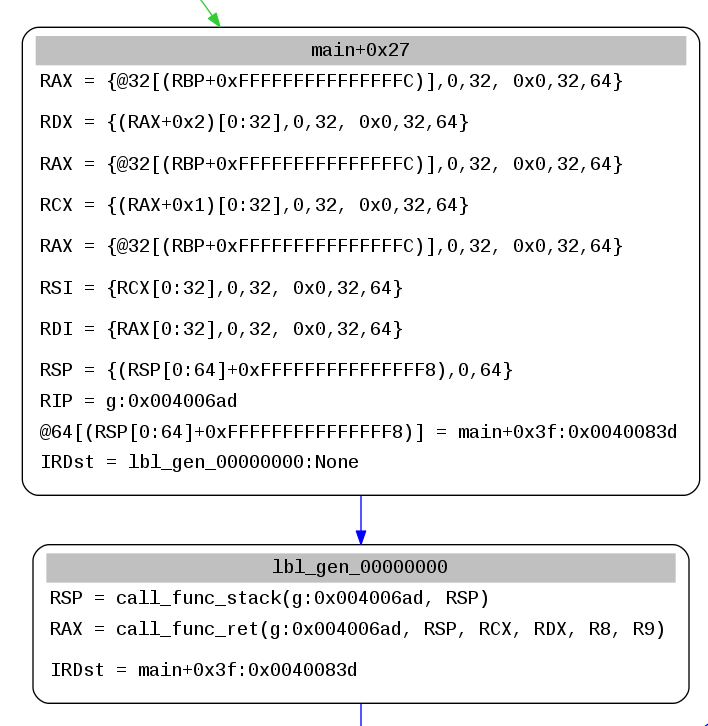 main+0x27
RAX = {@32[(RBP+0xFFFFFFFFFFFFFFFC)],0,32, 0x0,32,64}
RDX = {(RAX+0x2)[0:32],0,32, 0x0,32,64}
RAX = {@32[(RBP+0xFFFFFFFFFFFFFFFC)],0,32, 0x0,32,64}
RCX = {(RAX+0x1)[0:32],0,32, 0x0,32,64}
RAX = {@32[(RBP+0xFFFFFFFFFFFFFFFC)],0,32, 0x0,32,64}
RSI = {RCX[0:32],0,32, 0x0,32,64}
RDI = {RAX[0:32],0,32, 0x0,32,64}
RSP = {(RSP[0:64]+0xFFFFFFFFFFFFFFF8),0,64}
RIP = g:0x004006ad
@64[(RSP[0:64]+0xFFFFFFFFFFFFFFF8)] = main+0x3f:0x0040083d
IRDst = lbl_gen_00000000:None
lbl_gen_00000000
RSP = call_func_stack(g:0x004006ad, RSP)
RAX = call_func_ret(g:0x004006ad, RSP, RCX, RDX, R8, R9)
IRDst = main+0x3f:0x0040083d